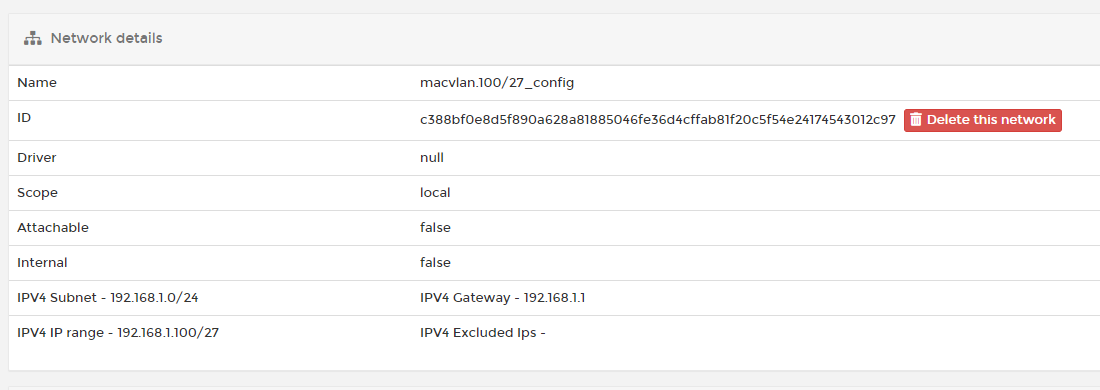 Network details
Name macvlan.100/27_config
ID c388bf0e8d5f890a628a81885046fe36d4cffab81f20c5f54e24174543012c97 Delete this network
Driver null
Scope local
Attachable false
Internal false
IPV4 Subnet - 192.168.1.0/24 IPV4 Gateway - 192.168.1.1
IPV4 IP range - 192.168.1.100/27 IPV4 Excluded Ips -